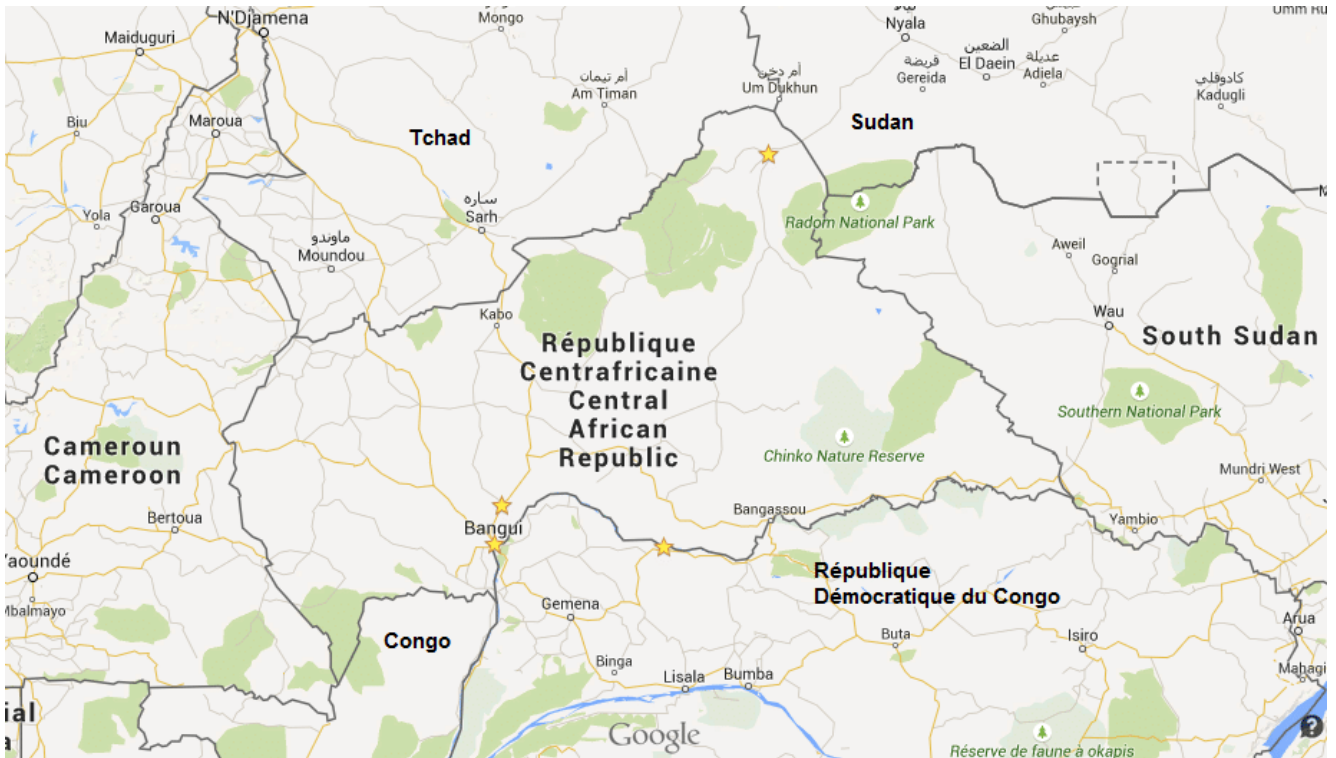 N'Djamena
Maiduguri
Mongo
Nyala
Ghubaysh
الضعين
El Daein
قريضة
Gereida
عديلة
Adiela
أم دخن
Um Dukhun
أم تيمان
Am Timan
كادوقلي
Kadugli
Biu
Maroua
Tchad
Sudan
Yola
Garoua
ساره
Sarh
Radom National Park
ماوندو
Moundou
Aweil
Gogrial
Kabo
Wau
South Sudan
République
Centrafricaine
Central
African
Republic
Southern National Park
Cameroun
Cameroon
Chinko Nature Reserve
Mundri West
Bertoua
Bangui
Bangassou
Yambio
Mbalmayo
République
Démocratique du Congo
Gemena
Congo
Buta
Isiro
Arua
Binga
Lisala
Bumba
Mahagi
Google
Réserve de faune à okapis